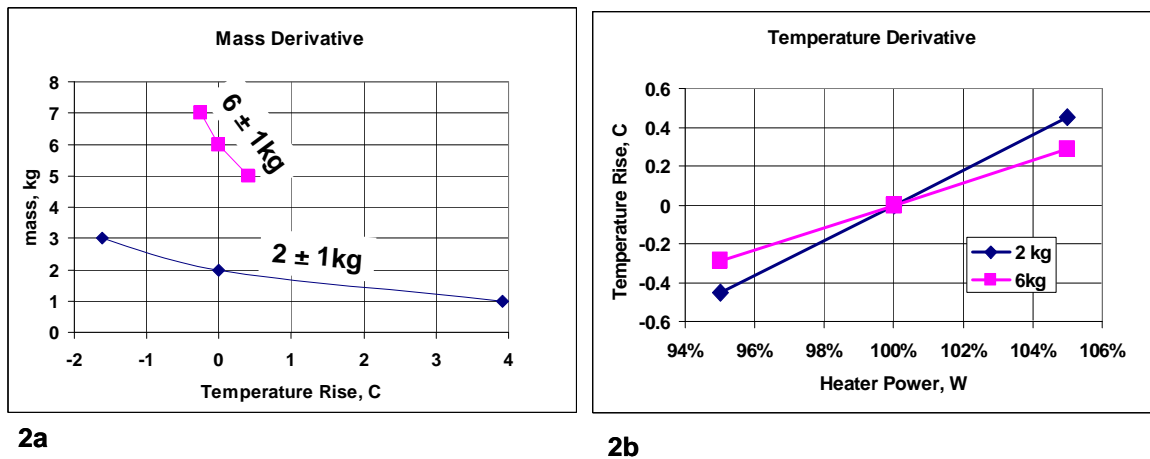 Mass Derivative
8
7
6
5
4
3
2
1
0
mass, kg
6 ± 1kg
2 ± 1kg
-2 -1 0 1 2 3 4
Temperature Rise, C
2a
Temperature Derivative
0.6
0.4
0.2
0
-0.2
-0.4
-0.6
Temperature Rise, C
2 kg
6kg
94% 96% 98% 100% 102% 104% 106%
Heater Power, W
2b